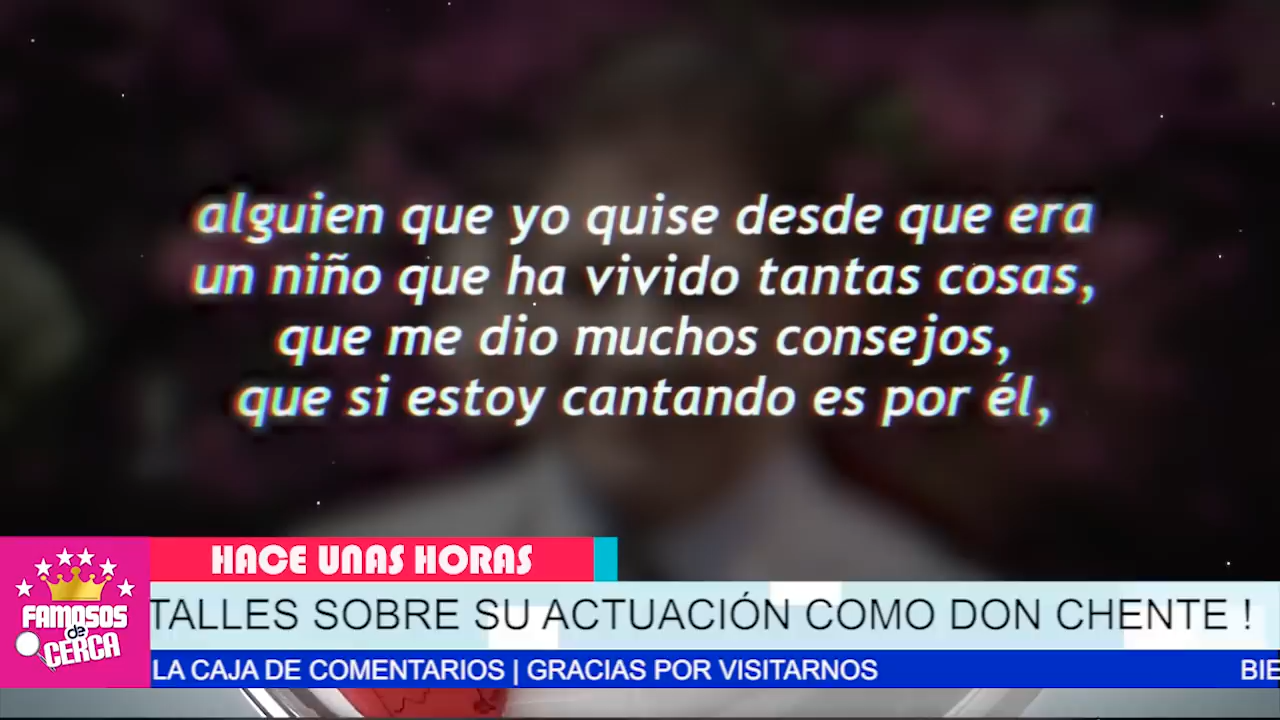 alguien que yo quise desde que era
un niño que ha vivido tantas cosas,
que me dio muchos consejos,
que si estoy cantando es por él,
HACE UNAS HORAS
TALLES SOBRE SU ACTUACIÓN COMO DON CHENTE !
FAMOSOS
de
CERCA
LA CAJA DE COMENTARIOS | GRACIAS POR VISITARNOS
BIE